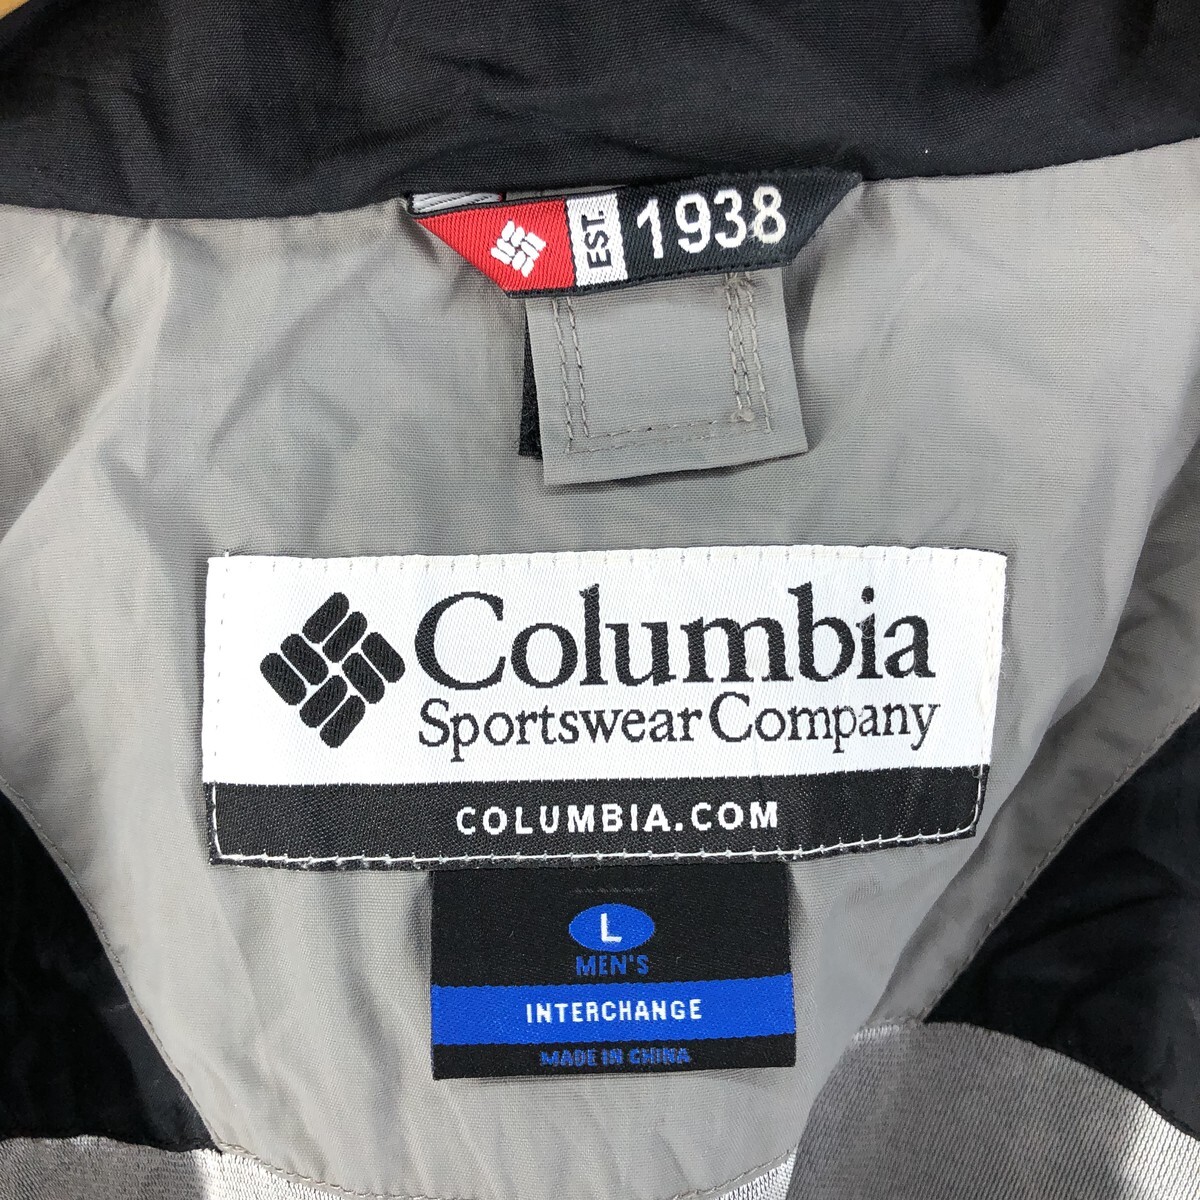 EST. 1938
Columbia
Sportswear Company
COLUMBIA.COM
L
MEN'S
INTERCHANGE
MADE IN CHINA